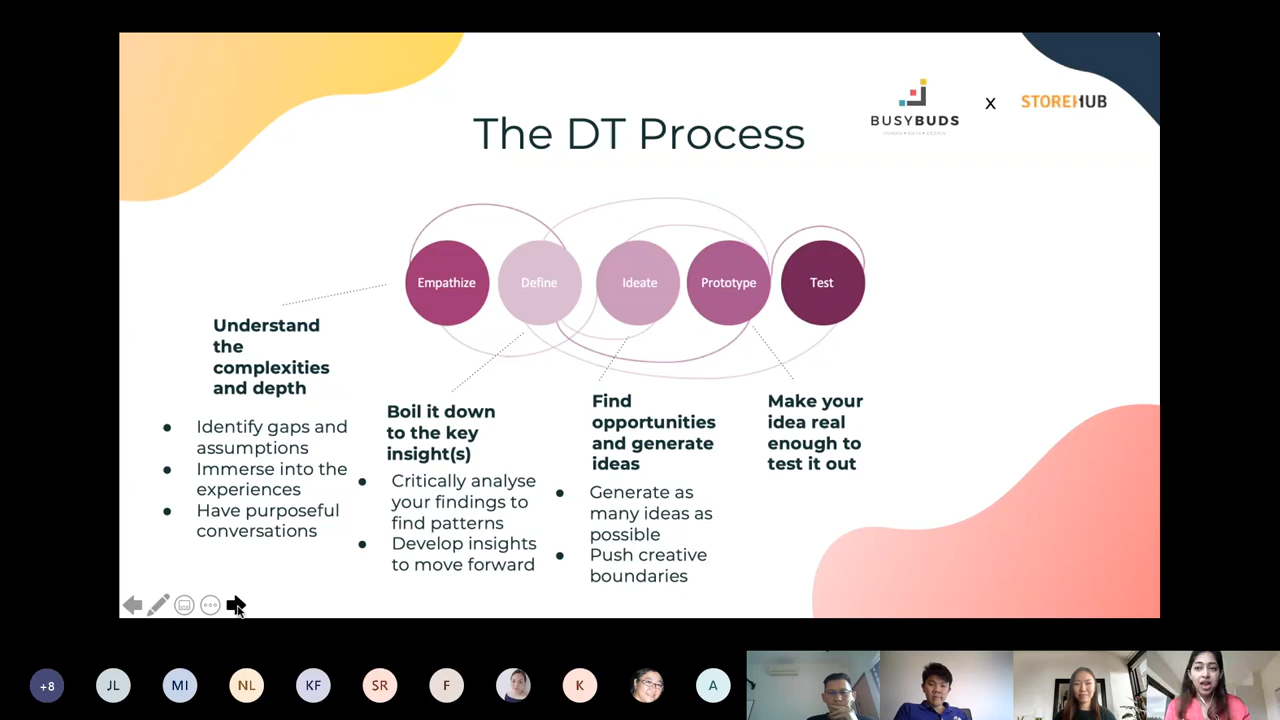 The DT Process
BUSYBUDS
HUMAN • DATA • DESIGN
X
STOREHUB
Empathize
Define
Ideate
Prototype
Test
Understand
the
complexities
and depth
● Identify gaps and
assumptions
● Immerse into the
experiences
● Have purposeful
conversations
Boil it down
to the key
insight(s)
● Critically analyse
your findings to
find patterns
● Develop insights
to move forward
Find
opportunities
and generate
ideas
● Generate as
many ideas as
possible
● Push creative
boundaries
Make your
idea real
enough to
test it out
+8
JL
MI
NL
KF
SR
F
K
A